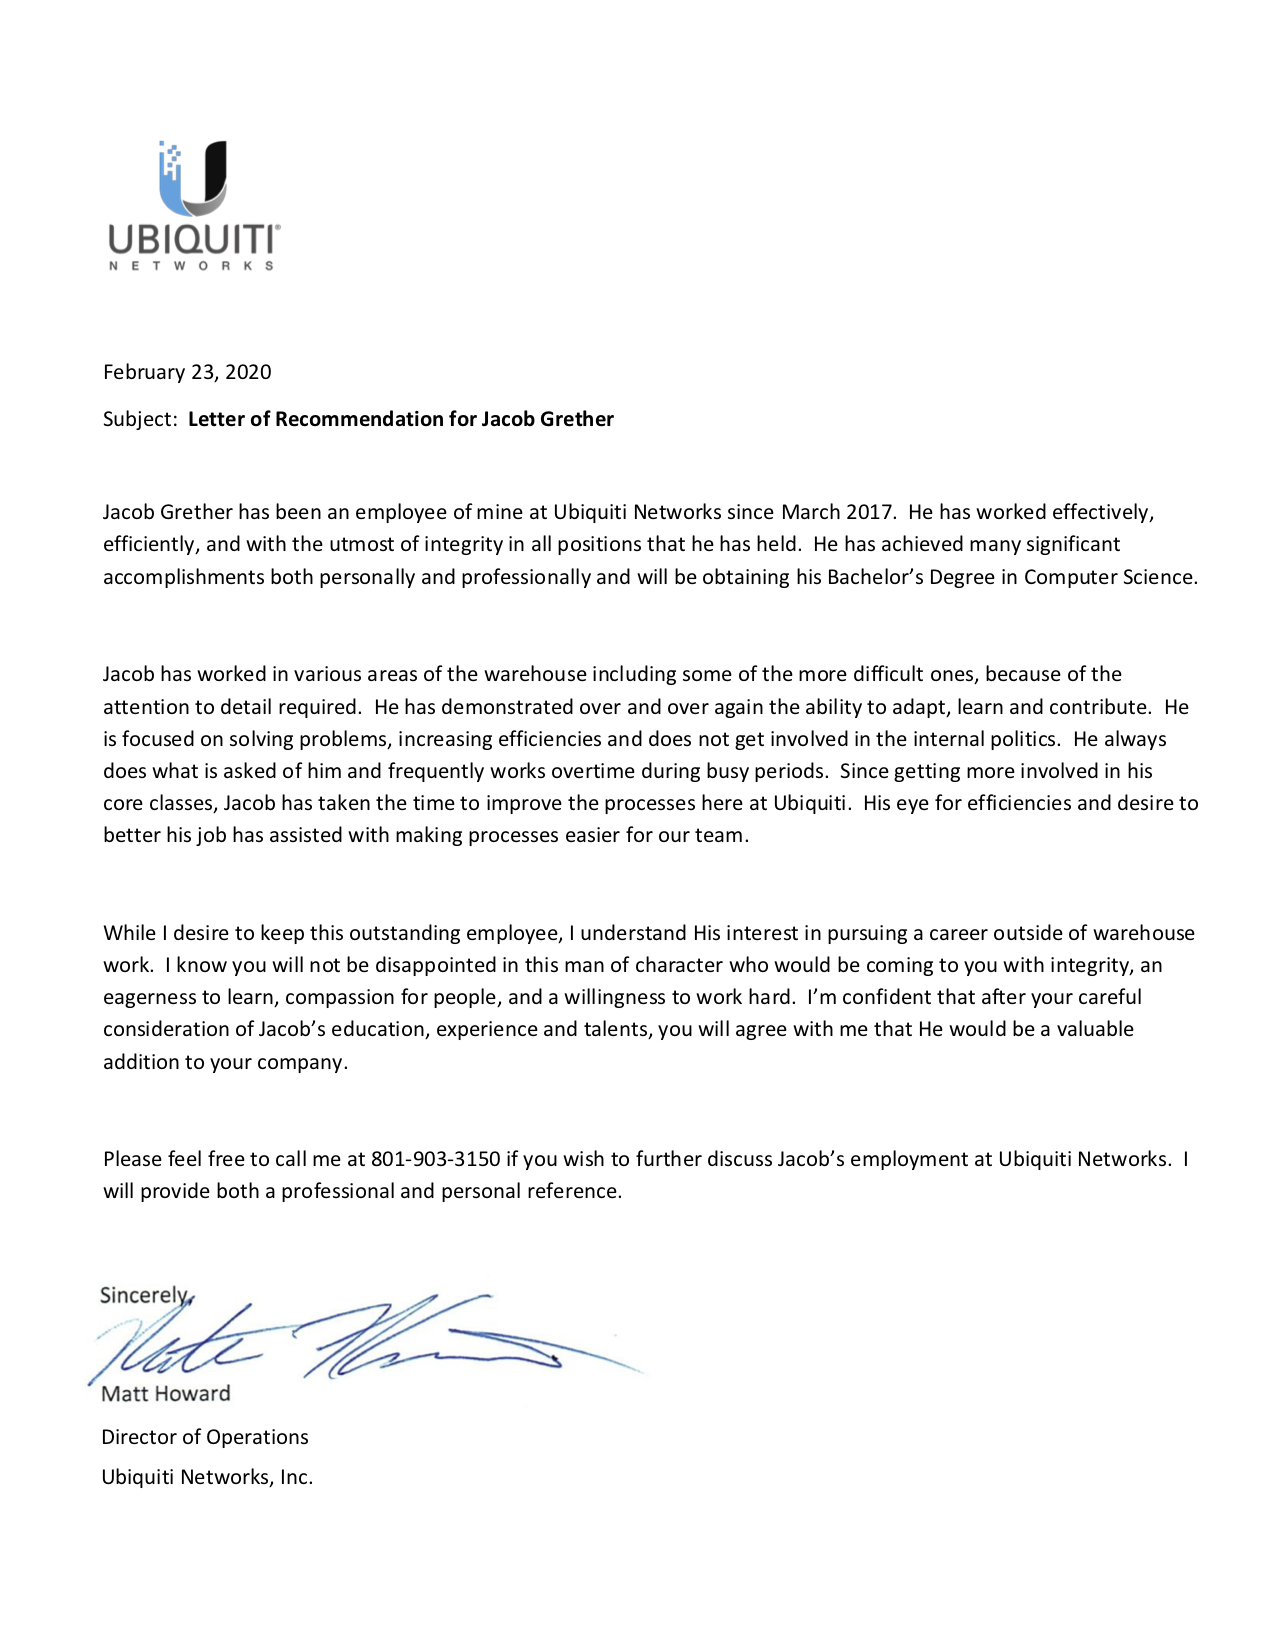 UBIQUITI®
NETWORKS
February 23, 2020
Subject:  Letter of Recommendation for Jacob Grether
Jacob Grether has been an employee of mine at Ubiquiti Networks since March 2017.  He has worked effectively,
efficiently, and with the utmost of integrity in all positions that he has held.  He has achieved many significant
accomplishments both personally and professionally and will be obtaining his Bachelor’s Degree in Computer Science.
Jacob has worked in various areas of the warehouse including some of the more difficult ones, because of the
attention to detail required.  He has demonstrated over and over again the ability to adapt, learn and contribute.  He
is focused on solving problems, increasing efficiencies and does not get involved in the internal politics.  He always
does what is asked of him and frequently works overtime during busy periods.  Since getting more involved in his
core classes, Jacob has taken the time to improve the processes here at Ubiquiti.  His eye for efficiencies and desire to
better his job has assisted with making processes easier for our team.
While I desire to keep this outstanding employee, I understand His interest in pursuing a career outside of warehouse
work.  I know you will not be disappointed in this man of character who would be coming to you with integrity, an
eagerness to learn, compassion for people, and a willingness to work hard.  I’m confident that after your careful
consideration of Jacob’s education, experience and talents, you will agree with me that He would be a valuable
addition to your company.
Please feel free to call me at 801-903-3150 if you wish to further discuss Jacob’s employment at Ubiquiti Networks.  I
will provide both a professional and personal reference.
Sincerely,
Matt Howard
Director of Operations
Ubiquiti Networks, Inc.